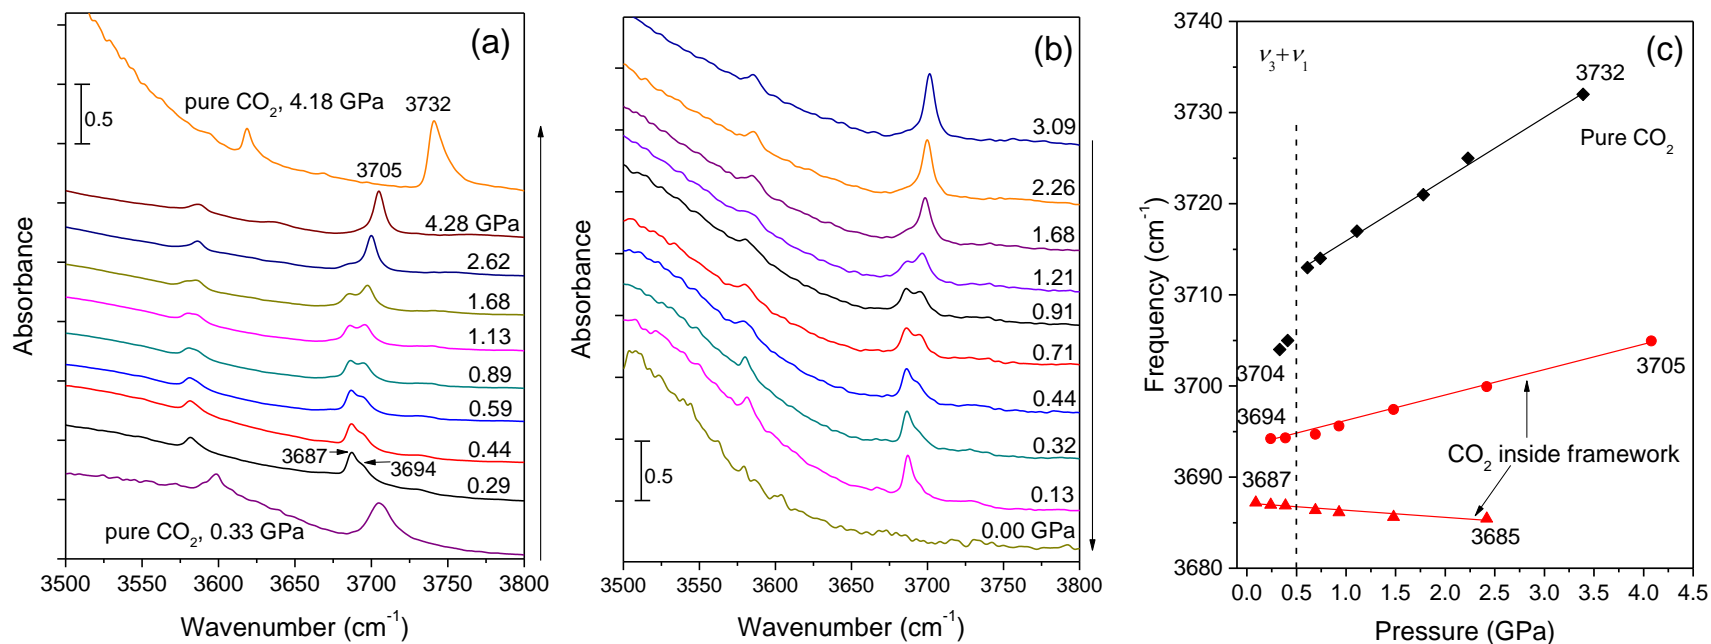 (a)
pure CO2, 4.18 GPa
3732
0.5
3705
4.28 GPa
2.62
1.68
1.13
0.89
0.59
0.44
3687
3694
0.29
pure CO2, 0.33 GPa
Absorbance
3500 3550 3600 3650 3700 3750 3800
Wavenumber (cm-1)
(b)
3.09
2.26
1.68
1.21
0.91
0.71
0.44
0.32
0.13
0.00 GPa
0.5
Absorbance
3500 3550 3600 3650 3700 3750 3800
Wavenumber (cm-1)
(c)
ν3+ν1
3732
Pure CO2
3704
3694
3705
CO2 inside framework
3687
3685
3740
3730
3720
3710
3700
3690
3680
Frequency (cm-1)
0.0 0.5 1.0 1.5 2.0 2.5 3.0 3.5 4.0 4.5
Pressure (GPa)